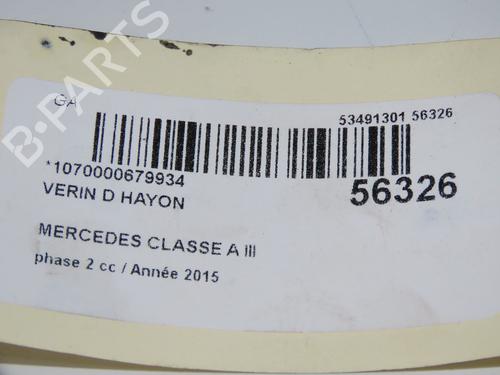 B-PARTS
GA
53491301 56326
*1070000679934
56326
VERIN D HAYON
MERCEDES CLASSE A III
phase 2 cc / Année 2015